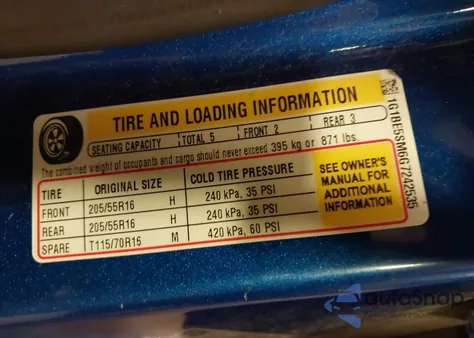 TIRE AND LOADING INFORMATION
SEATING CAPACITY TOTAL 5 FRONT 2 REAR 3
The combined weight of occupants and cargo should never exceed 395 kg or 871 lbs.
TIRE ORIGINAL SIZE COLD TIRE PRESSURE
FRONT 205/55R16 H 240 kPa, 35 PSI
REAR 205/55R16 H 240 kPa, 35 PSI
SPARE T115/70R16 M 420 kPa, 60 PSI
SEE OWNER'S
MANUAL FOR
ADDITIONAL
INFORMATION
1G1BE5SM6G7252535
autoSnap